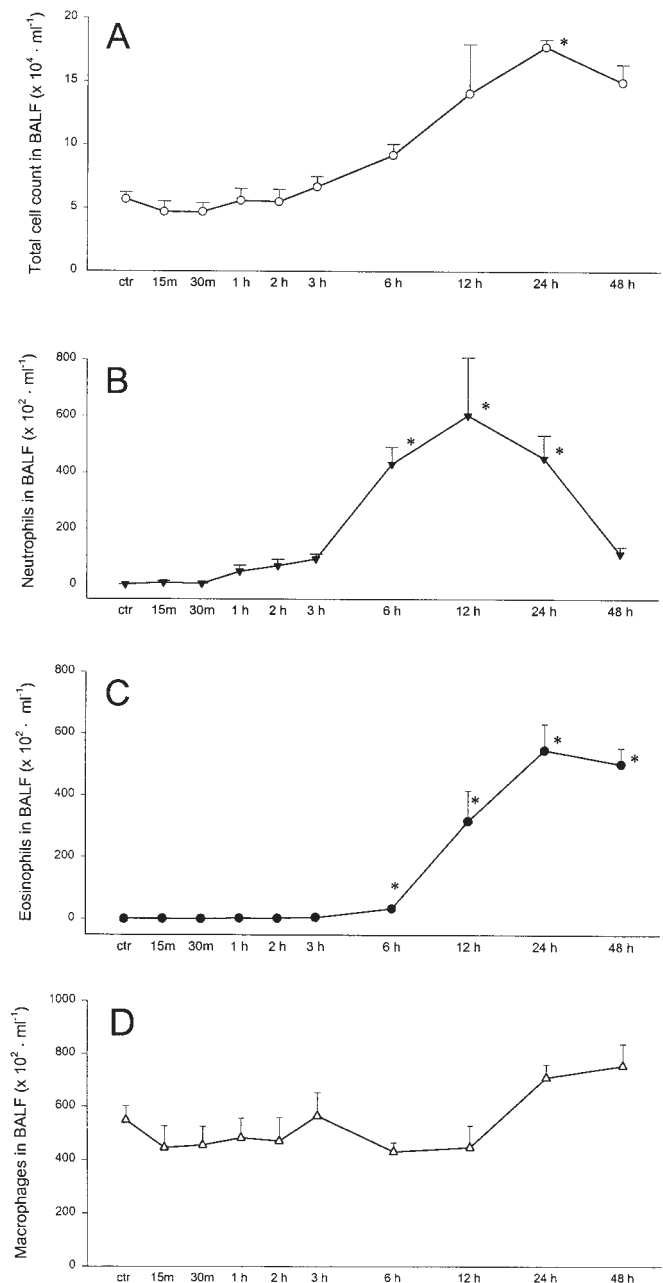 A
Total cell count in BALF (x 10⁴ · ml⁻¹)
20
15
10
5
0
*
ctr 15m 30m 1 h 2 h 3 h 6 h 12 h 24 h 48 h
B
Neutrophils in BALF (x 10² · ml⁻¹)
800
600
400
200
0
* * *
ctr 15m 30m 1 h 2 h 3 h 6 h 12 h 24 h 48 h
C
Eosinophils in BALF (x 10² · ml⁻¹)
800
600
400
200
0
* * * *
ctr 15m 30m 1 h 2 h 3 h 6 h 12 h 24 h 48 h
D
Macrophages in BALF (x 10² · ml⁻¹)
1000
800
600
400
200
0
ctr 15m 30m 1 h 2 h 3 h 6 h 12 h 24 h 48 h